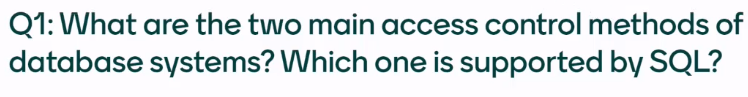 Q1: What are the two main access control methods of
database systems? Which one is supported by SQL?